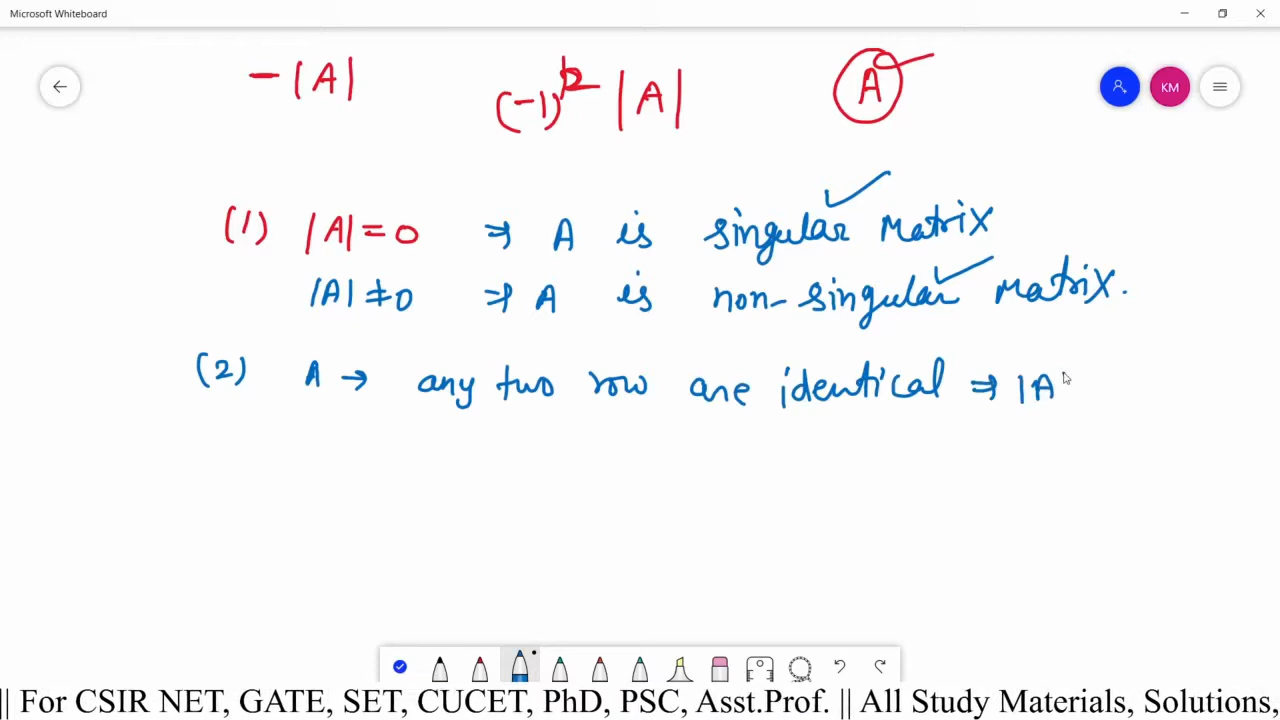 Microsoft Whiteboard
- |A|
(-1)^p |A|
A
KM
(1) |A| = 0 ⇒ A is singular Matrix
|A| ≠ 0 ⇒ A is non-singular Matrix.
(2) A → any two row are identical ⇒ |A
|| For CSIR NET, GATE, SET, CUCET, PhD, PSC, Asst.Prof. || All Study Materials, Solutions,